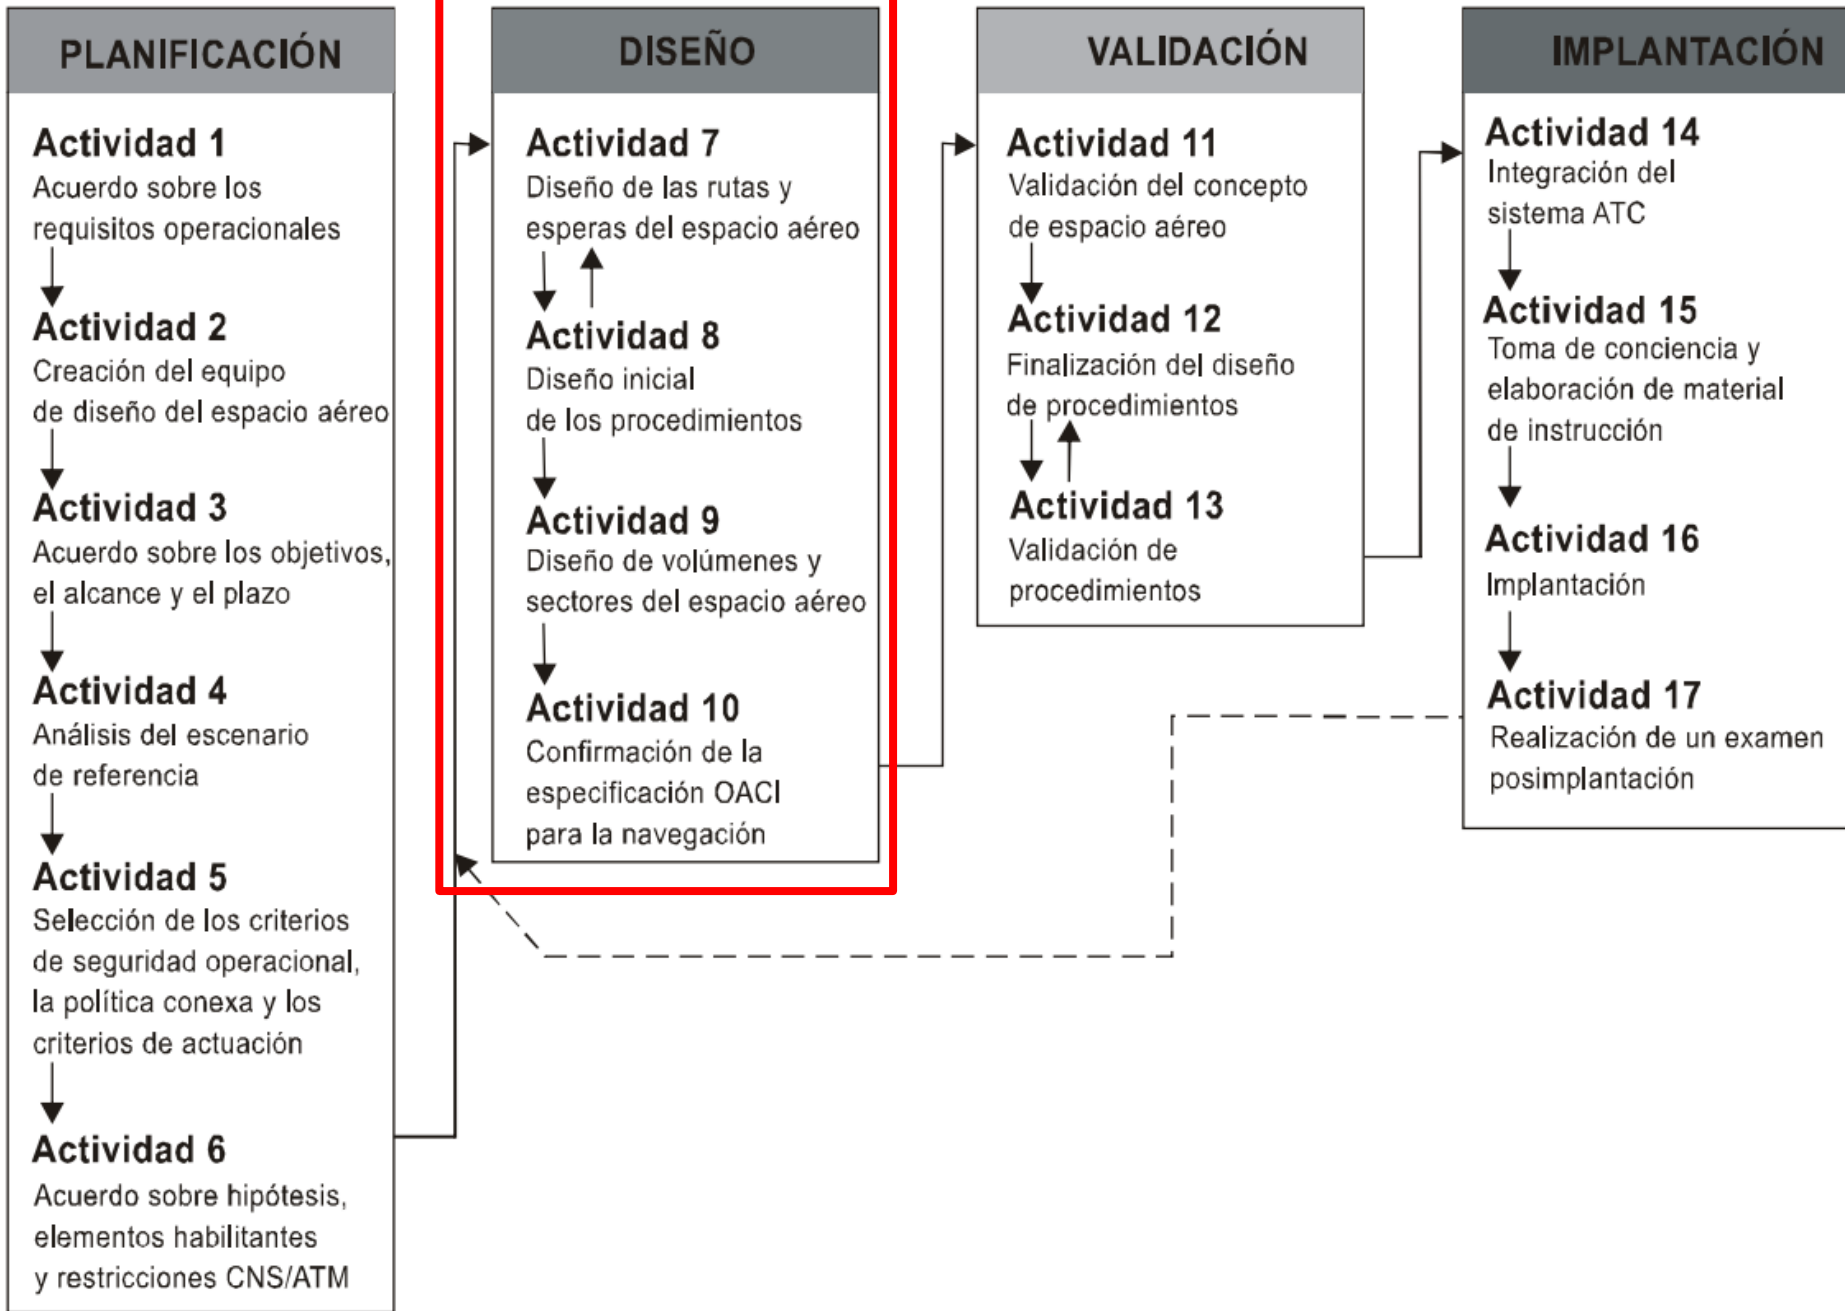 PLANIFICACIÓN
Actividad 1
Acuerdo sobre los
requisitos operacionales
Actividad 2
Creación del equipo
de diseño del espacio aéreo
Actividad 3
Acuerdo sobre los objetivos,
el alcance y el plazo
Actividad 4
Análisis del escenario
de referencia
Actividad 5
Selección de los criterios
de seguridad operacional,
la política conexa y los
criterios de actuación
Actividad 6
Acuerdo sobre hipótesis,
elementos habilitantes
y restricciones CNS/ATM
DISEÑO
Actividad 7
Diseño de las rutas y
esperas del espacio aéreo
Actividad 8
Diseño inicial
de los procedimientos
Actividad 9
Diseño de volúmenes y
sectores del espacio aéreo
Actividad 10
Confirmación de la
especificación OACI
para la navegación
VALIDACIÓN
Actividad 11
Validación del concepto
de espacio aéreo
Actividad 12
Finalización del diseño
de procedimientos
Actividad 13
Validación de
procedimientos
IMPLANTACIÓN
Actividad 14
Integración del
sistema ATC
Actividad 15
Toma de conciencia y
elaboración de material
de instrucción
Actividad 16
Implantación
Actividad 17
Realización de un examen
posimplantación